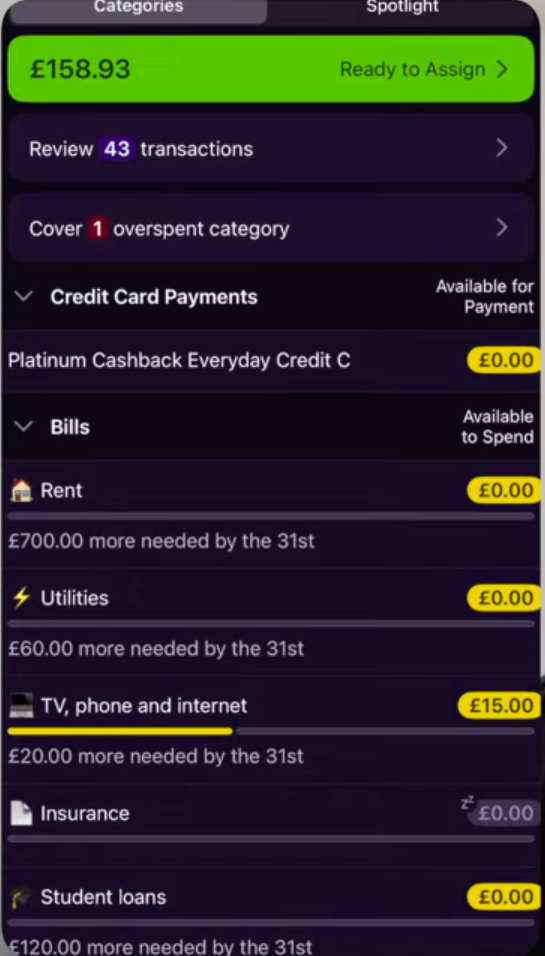 Categories
Spotlight
£158.93
Ready to Assign
Review 43 transactions
Cover 1 overspent category
Credit Card Payments
Available for
Payment
Platinum Cashback Everyday Credit C
£0.00
Bills
Available
to Spend
Rent
£0.00
£700.00 more needed by the 31st
Utilities
£0.00
£60.00 more needed by the 31st
TV, phone and internet
£15.00
£20.00 more needed by the 31st
Insurance
zz
£0.00
Student loans
£0.00
£120.00 more needed by the 31st